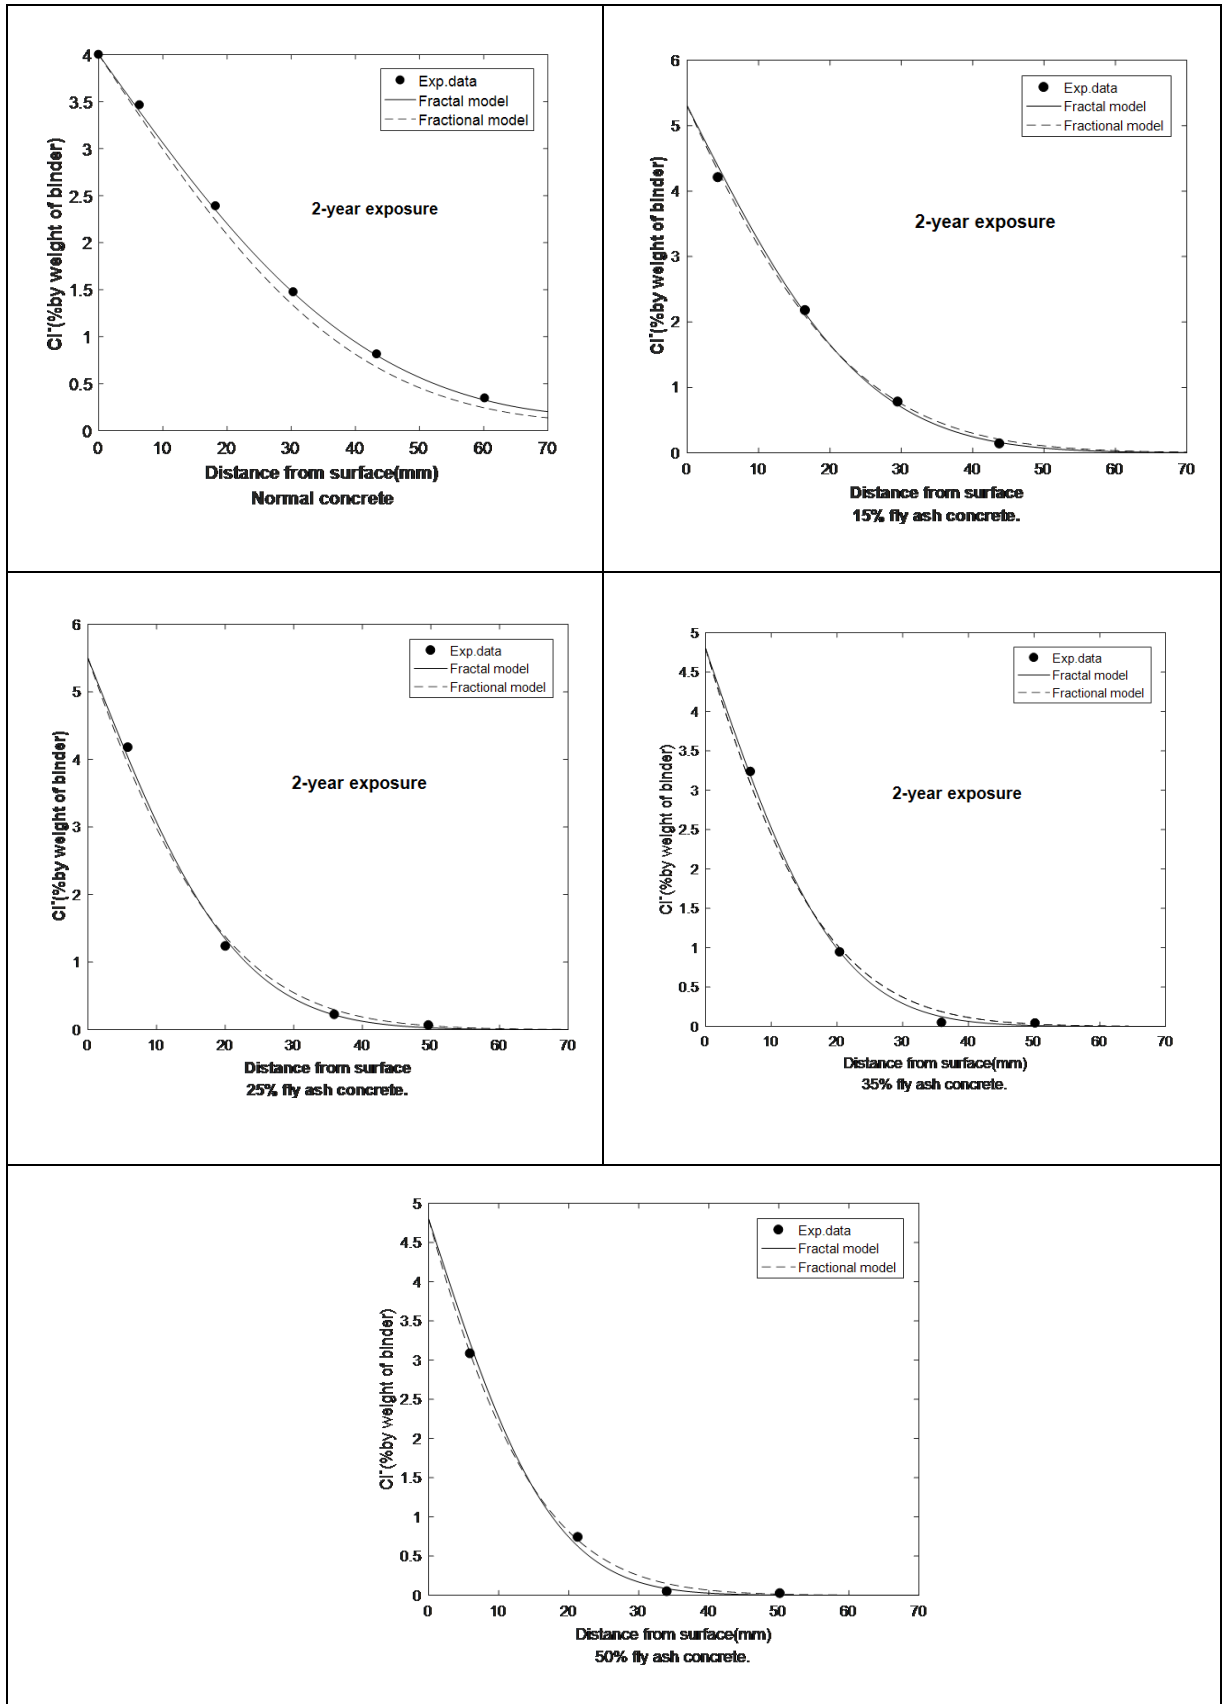 4
3.5
3
2.5
2
1.5
1
0.5
0
Cl⁻(%by weight of binder)
Exp.data
Fractal model
Fractional model
2-year exposure
0 10 20 30 40 50 60 70
Distance from surface(mm)
Normal concrete
6
5
4
3
2
1
0
Cl⁻(%by weight of binder)
Exp.data
Fractal model
Fractional model
2-year exposure
0 10 20 30 40 50 60 70
Distance from surface
15% fly ash concrete.
6
5
4
3
2
1
0
Cl⁻(%by weight of binder)
Exp.data
Fractal model
Fractional model
2-year exposure
0 10 20 30 40 50 60 70
Distance from surface
25% fly ash concrete.
5
4.5
4
3.5
3
2.5
2
1.5
1
0.5
0
Cl⁻(%by weight of binder)
Exp.data
Fractal model
Fractional model
2-year exposure
0 10 20 30 40 50 60 70
Distance from surface(mm)
35% fly ash concrete.
5
4.5
4
3.5
3
2.5
2
1.5
1
0.5
0
Cl⁻(%by weight of binder)
Exp.data
Fractal model
Fractional model
0 10 20 30 40 50 60 70
Distance from surface(mm)
50% fly ash concrete.